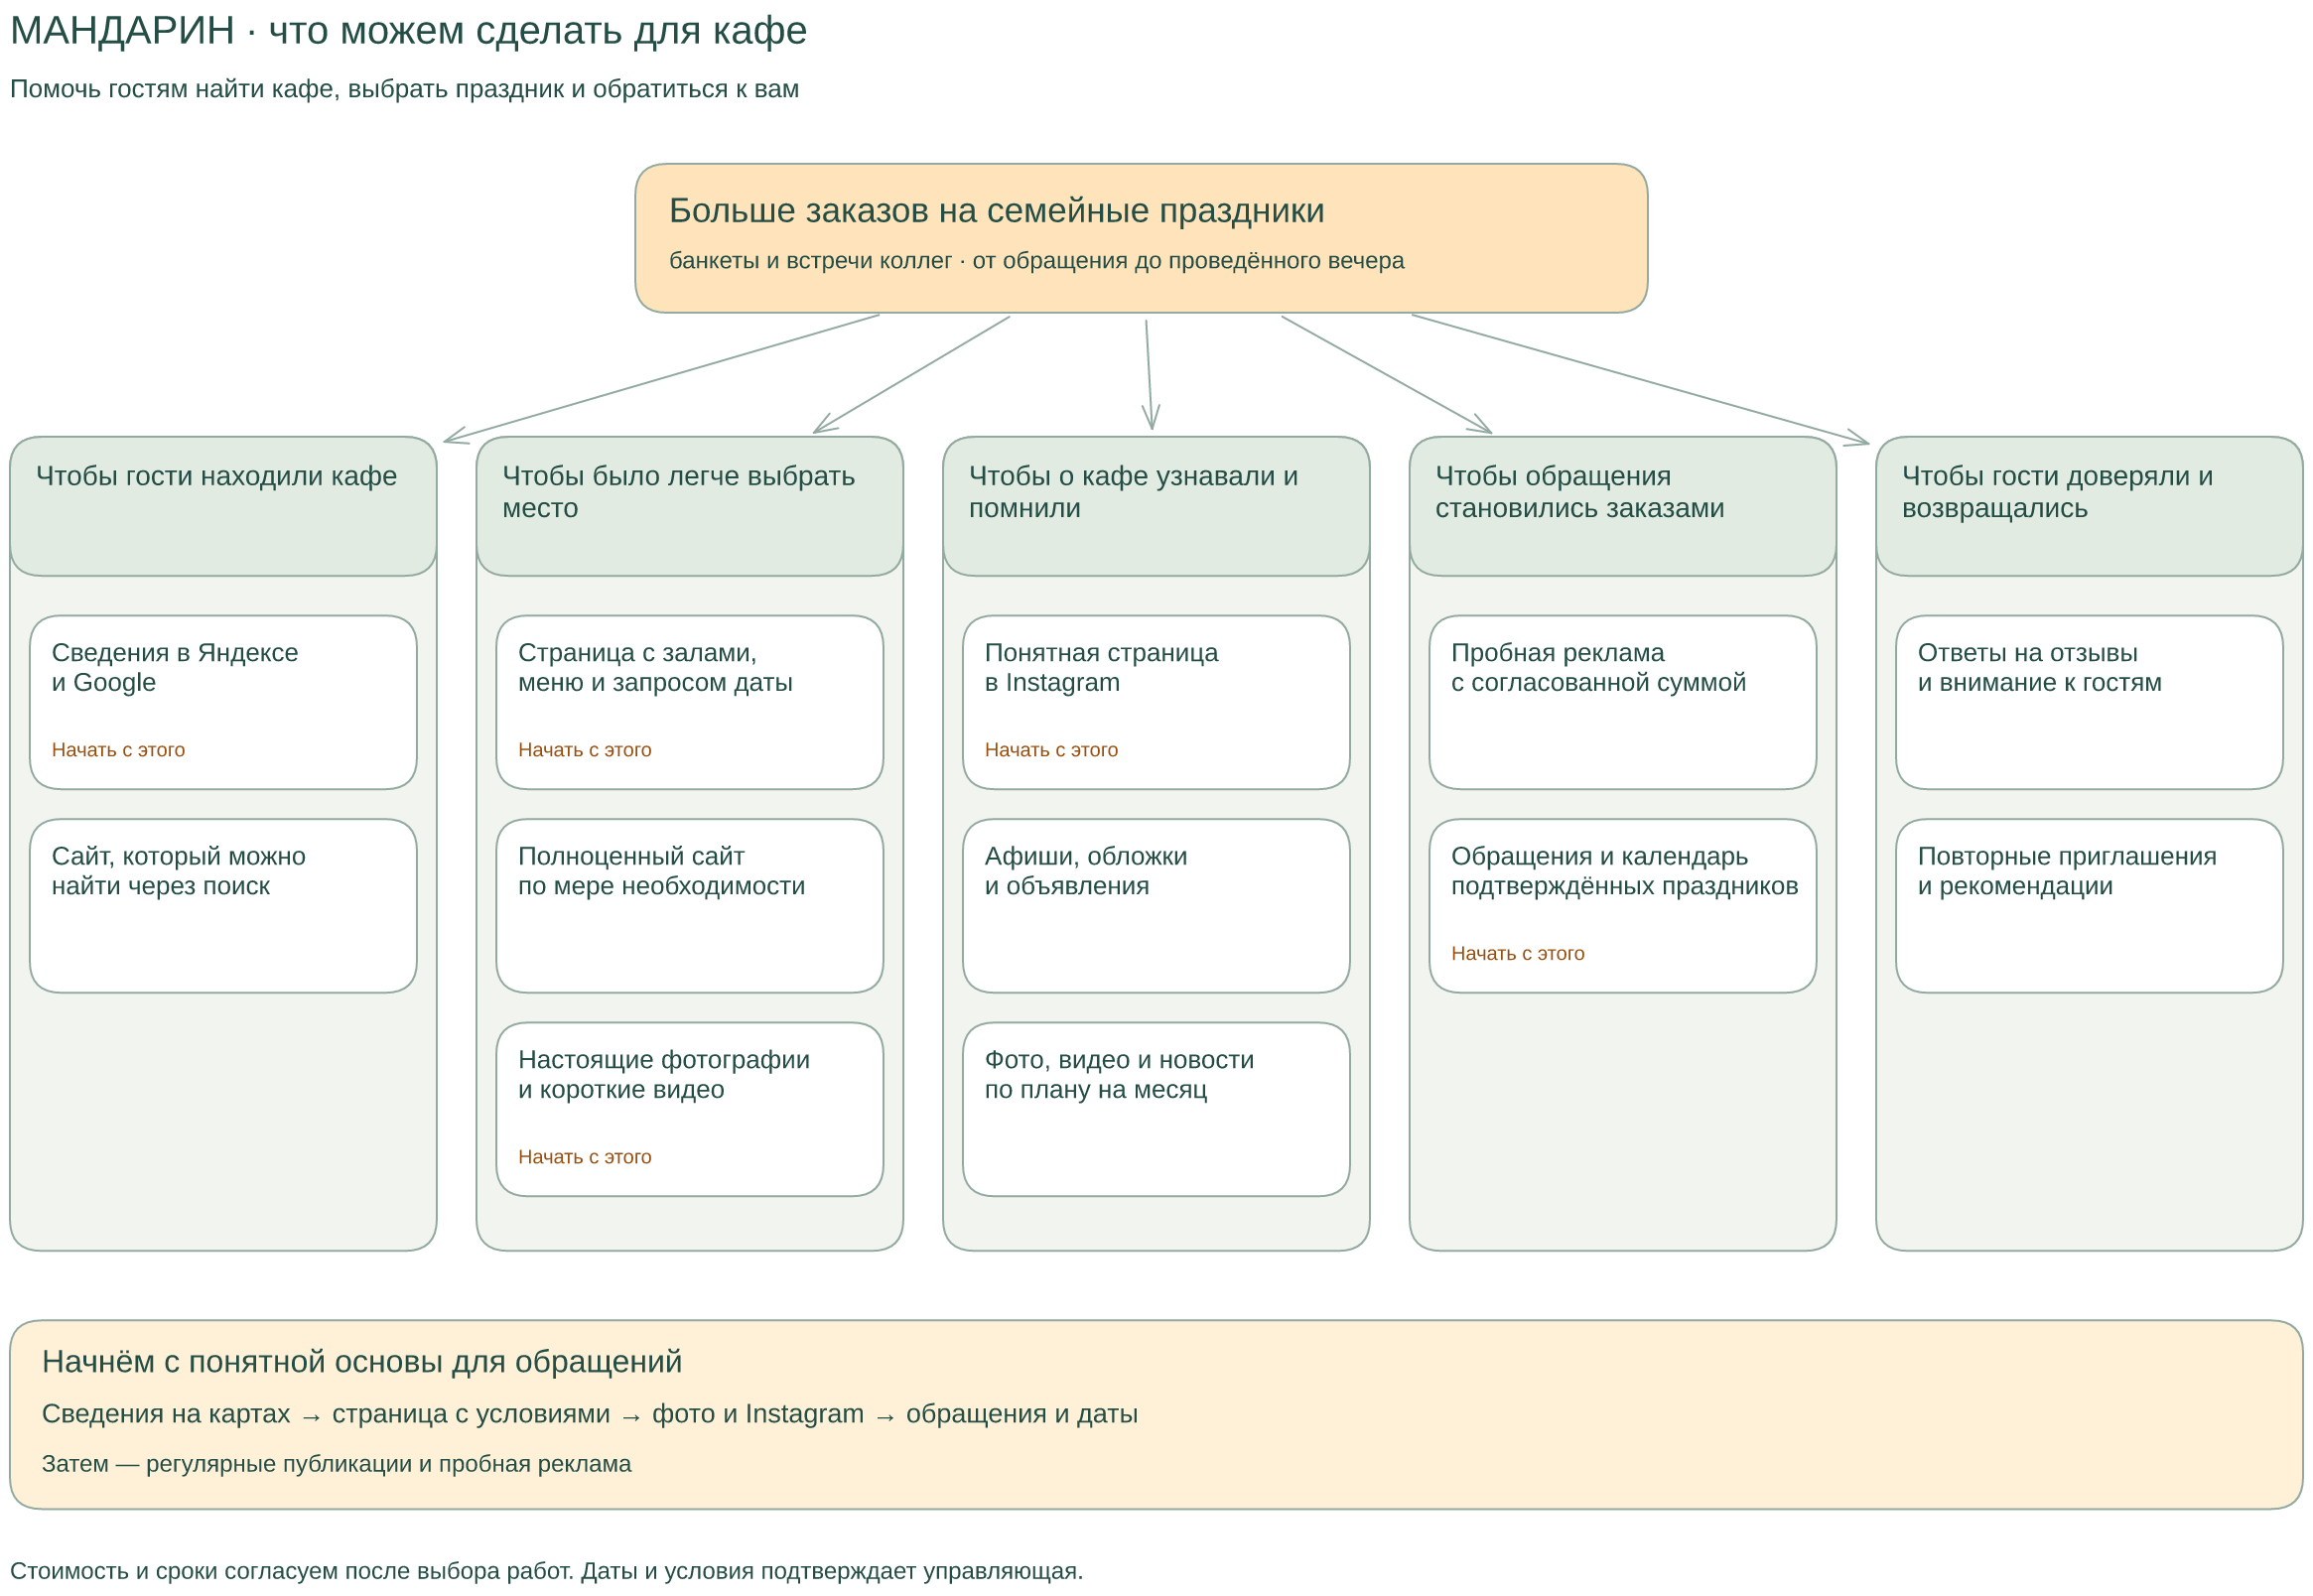 МАНДАРИН · что можем сделать для кафе
Помочь гостям найти кафе, выбрать праздник и обратиться к вам
Больше заказов на семейные праздники
банкеты и встречи коллег · от обращения до проведённого вечера
Чтобы гости находили кафе
Сведения в Яндексе
и Google
Начать с этого
Сайт, который можно
найти через поиск
Чтобы было легче выбрать
место
Страница с залами,
меню и запросом даты
Начать с этого
Полноценный сайт
по мере необходимости
Настоящие фотографии
и короткие видео
Начать с этого
Чтобы о кафе узнавали и
помнили
Понятная страница
в Instagram
Начать с этого
Афиши, обложки
и объявления
Фото, видео и новости
по плану на месяц
Чтобы обращения
становились заказами
Пробная реклама
с согласованной суммой
Обращения и календарь
подтверждённых праздников
Начать с этого
Чтобы гости доверяли и
возвращались
Ответы на отзывы
и внимание к гостям
Повторные приглашения
и рекомендации
Начнём с понятной основы для обращений
Сведения на картах → страница с условиями → фото и Instagram → обращения и даты
Затем — регулярные публикации и пробная реклама
Стоимость и сроки согласуем после выбора работ. Даты и условия подтверждает управляющая.